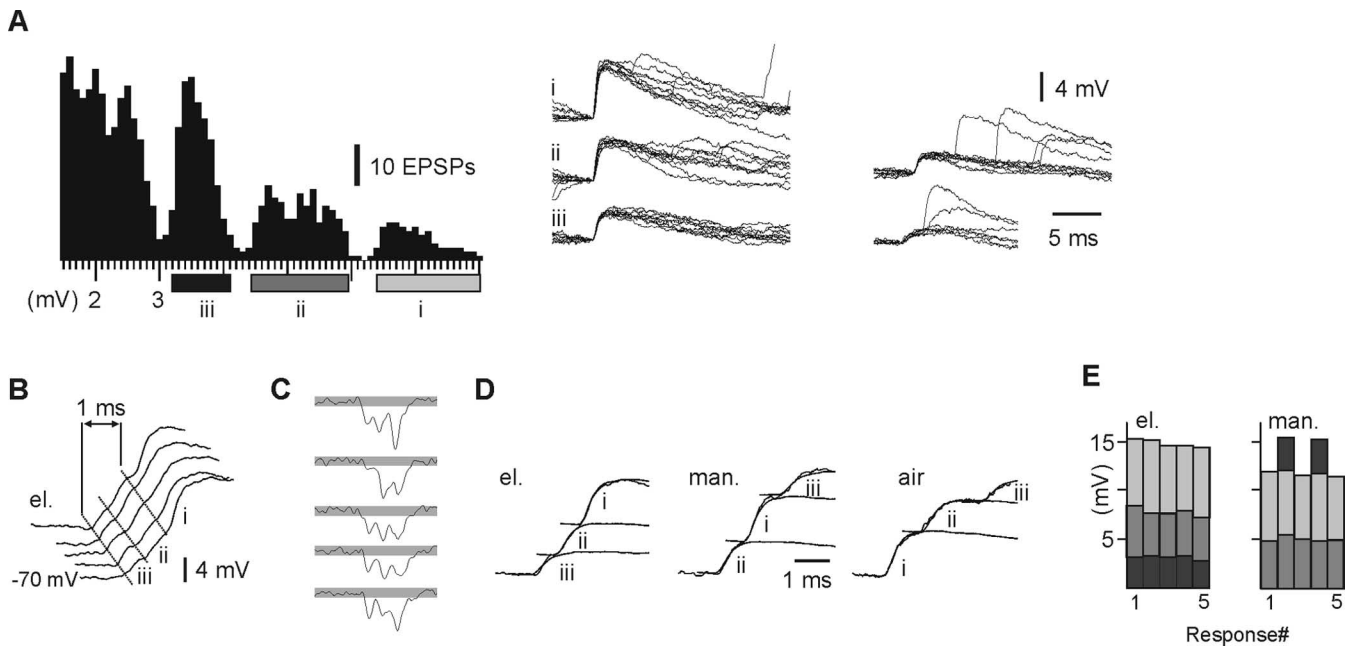 A
10 EPSPs
(mV) 2 3
iii ii i
i
ii
iii
4 mV
5 ms
B
1 ms
el.
i
ii
iii
-70 mV
4 mV
C
D
el.
i
ii
iii
man.
iii
i
ii
1 ms
air
iii
ii
i
E
el.
man.
15
(mV)
5
1 5
1 5
Response#